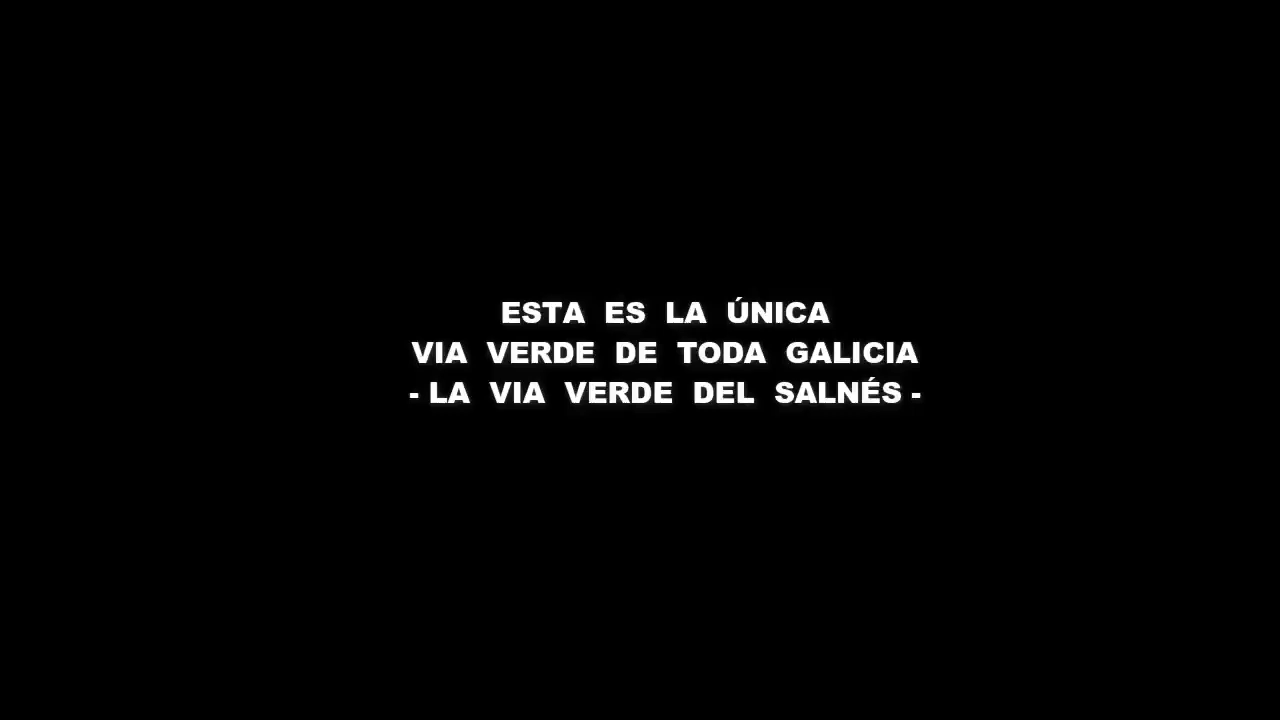 ESTA ES LA ÚNICA
VIA VERDE DE TODA GALICIA
- LA VIA VERDE DEL SALNÉS -